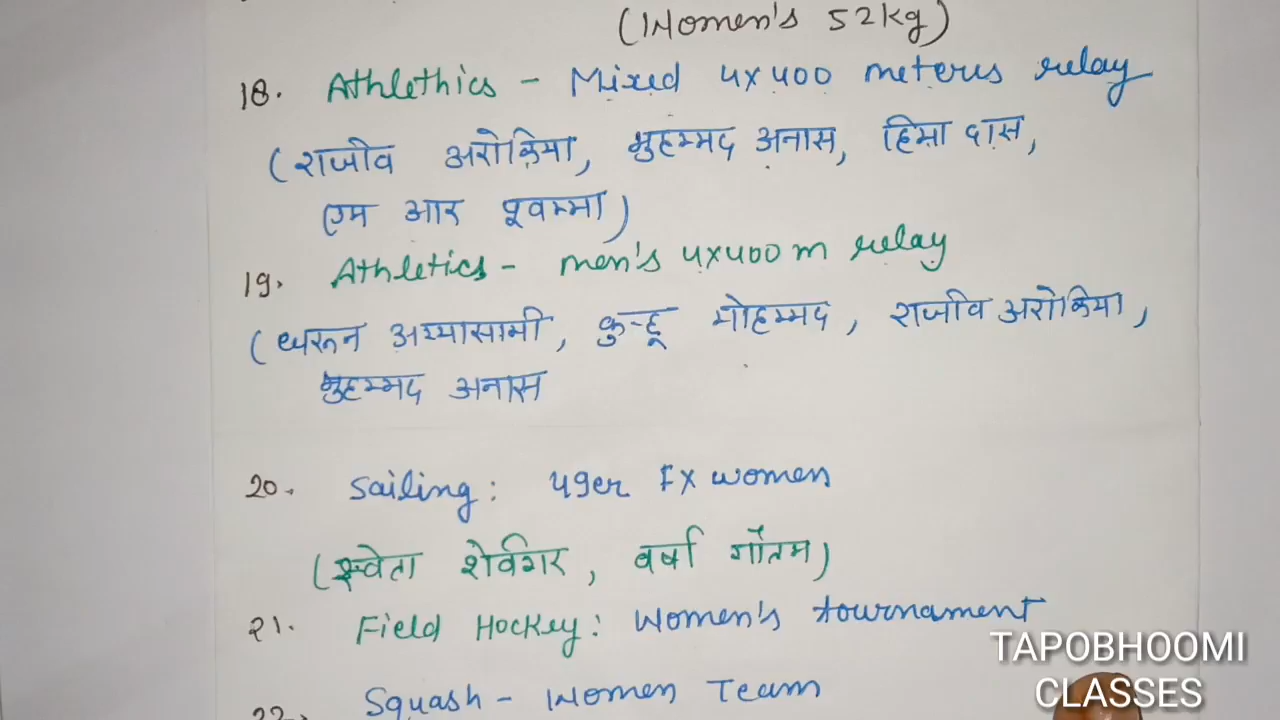 (Women's 52kg)
18. Athlethics - Mixed 4x400 meters relay
(राजीव अरोकिया, मुहम्मद अनास, हिमा दास,
एम आर पूवम्मा)
19. Athletics - men's 4x400m relay
(धरून अय्यासामी, कुन्हू मोहम्मद, राजीव अरोकिया,
मुहम्मद अनास
20. Sailing: 49er FX women
(स्वेता शेर्वेगर, वर्षा गौतम)
21. Field Hockey: Women's tournament
22. Squash - Women Team
TAPOBHOOMI
CLASSES